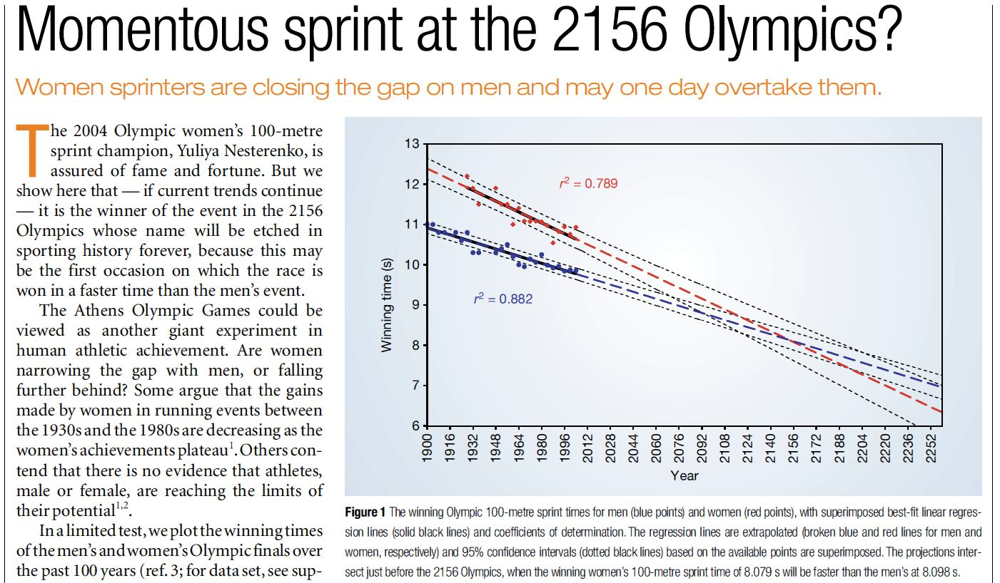 Momentous sprint at the 2156 Olympics?
Women sprinters are closing the gap on men and may one day overtake them.
The 2004 Olympic women's 100-metre
sprint champion, Yuliya Nesterenko, is
assured of fame and fortune. But we
show here that — if current trends continue
— it is the winner of the event in the 2156
Olympics whose name will be etched in
sporting history forever, because this may
be the first occasion on which the race is
won in a faster time than the men's event.
The Athens Olympic Games could be
viewed as another giant experiment in
human athletic achievement. Are women
narrowing the gap with men, or falling
further behind? Some argue that the gains
made by women in running events between
the 1930s and the 1980s are decreasing as the
women's achievements plateau¹. Others con-
tend that there is no evidence that athletes,
male or female, are reaching the limits of
their potential¹,².
In a limited test, we plot the winning times
of the men's and women's Olympic finals over
the past 100 years (ref. 3; for data set, see sup-
13
12
11
10
9
8
7
6
Winning time (s)
r² = 0.789
r² = 0.882
1900 1916 1932 1948 1964 1980 1996 2012 2028 2044 2060 2076 2092 2108 2124 2140 2156 2172 2188 2204 2220 2236 2252
Year
Figure 1 The winning Olympic 100-metre sprint times for men (blue points) and women (red points), with superimposed best-fit linear regres-
sion lines (solid black lines) and coefficients of determination. The regression lines are extrapolated (broken blue and red lines for men and
women, respectively) and 95% confidence intervals (dotted black lines) based on the available points are superimposed. The projections inter-
sect just before the 2156 Olympics, when the winning women's 100-metre sprint time of 8.079 s will be faster than the men's at 8.098 s.